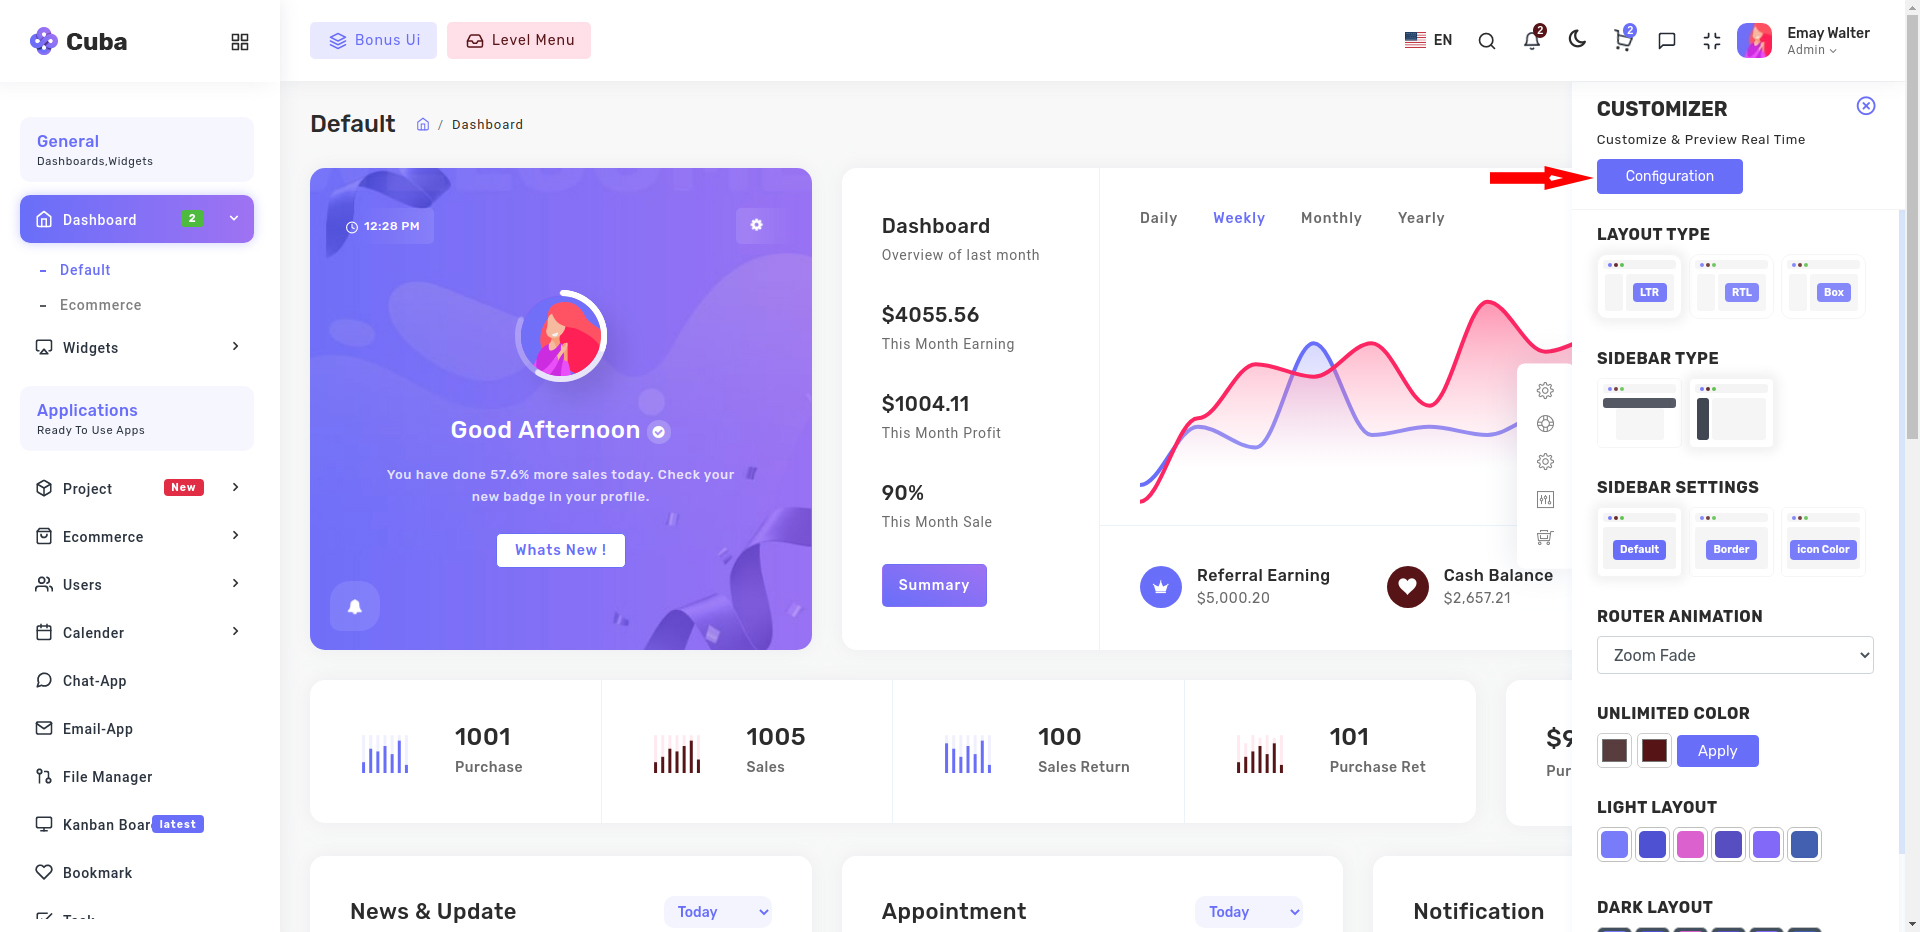 Cuba
Bonus Ui
Level Menu
EN
2
2
Emay Walter
Admin
General
Dashboards,Widgets
Dashboard
2
Default
Ecommerce
Widgets
Applications
Ready To Use Apps
Project
New
Ecommerce
Users
Calender
Chat-App
Email-App
File Manager
Kanban Boar
latest
Bookmark
Default
/ Dashboard
12:28 PM
Good Afternoon
You have done 57.6% more sales today. Check your
new badge in your profile.
Whats New !
Dashboard
Overview of last month
$4055.56
This Month Earning
$1004.11
This Month Profit
90%
This Month Sale
Summary
Daily
Weekly
Monthly
Yearly
Referral Earning
$5,000.20
Cash Balance
$2,657.21
1001
Purchase
1005
Sales
100
Sales Return
101
Purchase Ret
$9
Pur
News & Update
Today
Appointment
Today
Notification
CUSTOMIZER
Customize & Preview Real Time
Configuration
LAYOUT TYPE
LTR
RTL
Box
SIDEBAR TYPE
SIDEBAR SETTINGS
Default
Border
icon Color
ROUTER ANIMATION
Zoom Fade
UNLIMITED COLOR
Apply
LIGHT LAYOUT
DARK LAYOUT